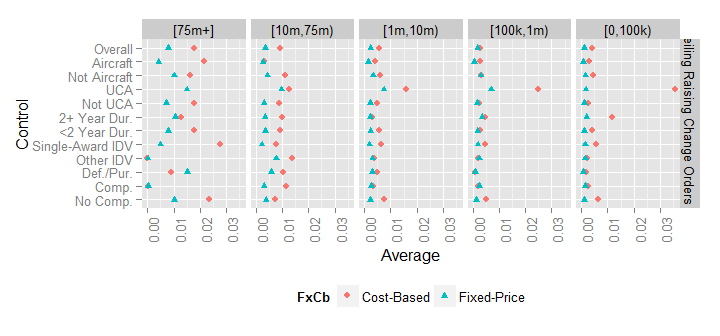 [75m+] [10m,75m) [1m,10m) [100k,1m) [0,100k)
Overall
Aircraft
Not Aircraft
UCA
Not UCA
2+ Year Dur.
<2 Year Dur.
Single-Award IDV
Other IDV
Def./Pur.
Comp.
No Comp.
Control
Raising Change Orders
0.00 0.01 0.02 0.03 0.00 0.01 0.02 0.03 0.00 0.01 0.02 0.03 0.00 0.01 0.02 0.03 0.00 0.01 0.02 0.03
Average
FxCb Cost-Based Fixed-Price